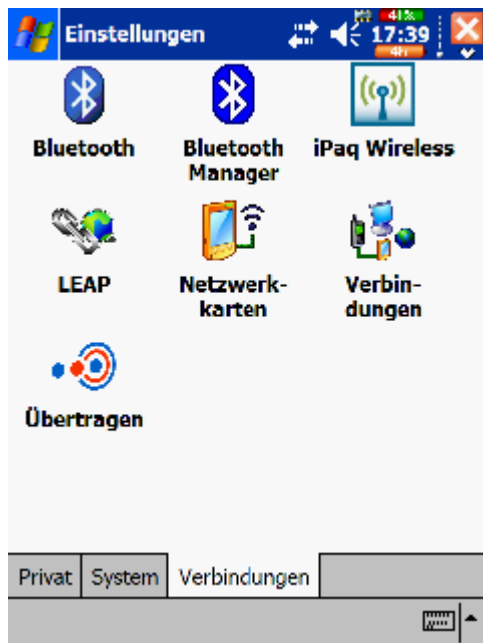 Einstellungen
41%
17:39
4h
Bluetooth
Bluetooth
Manager
iPaq Wireless
LEAP
Netzwerk-
karten
Verbin-
dungen
Übertragen
Privat System Verbindungen